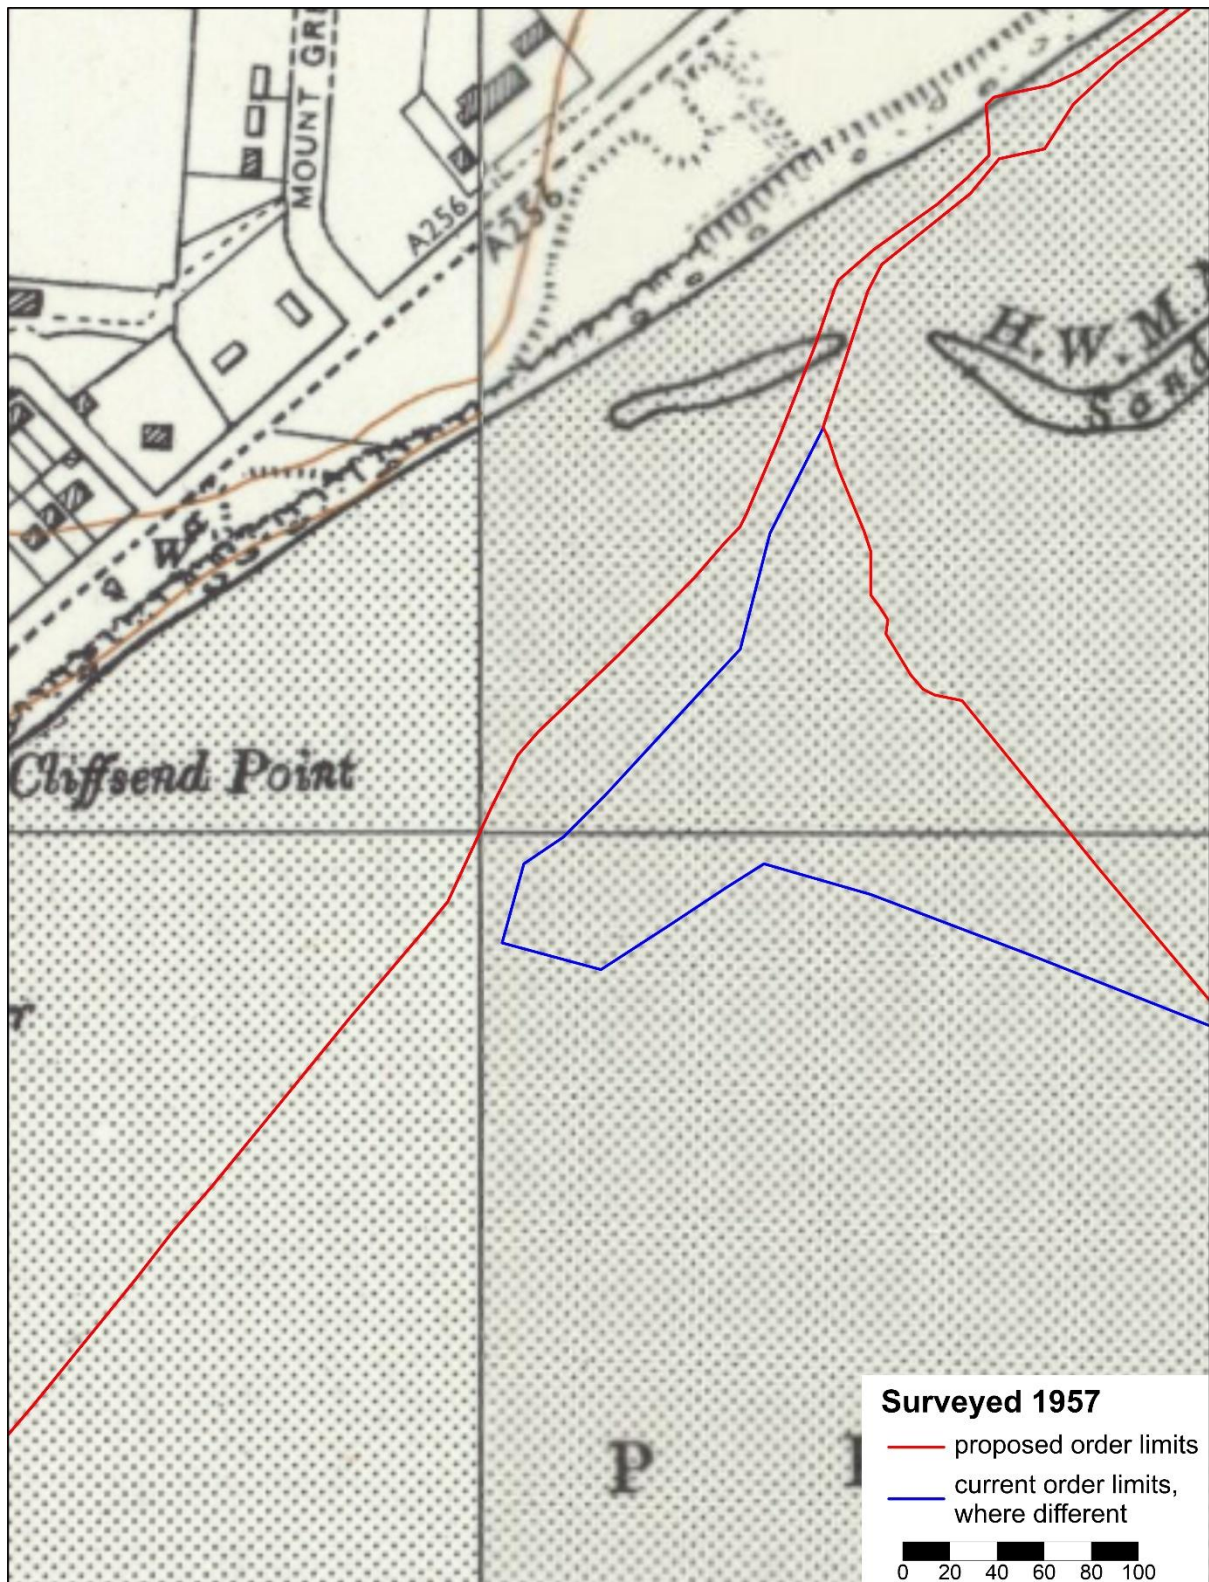 MOUNT GRE
A256
A256
H.W.M.
Sand
Cliffsend Point
P
Surveyed 1957
proposed order limits
current order limits,
where different
0 20 40 60 80 100